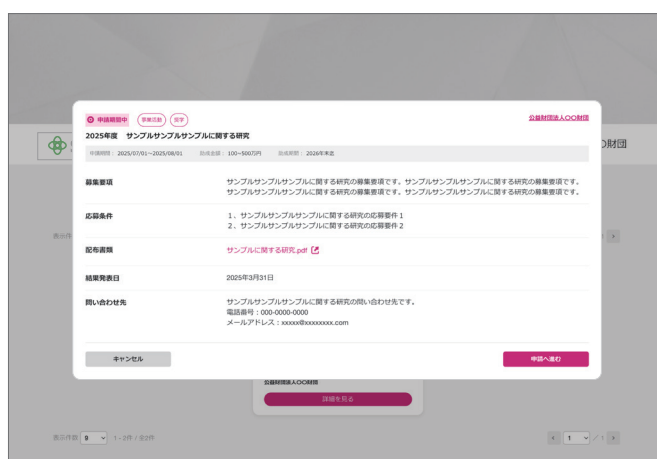 申請期間中 事業活動 医学 公益財団法人〇〇財団
2025年度 サンプルサンプルサンプルに関する研究
申請期間： 2025/07/01~2025/08/01 助成金額： 100~500万円 助成期間： 2026年末迄
〇財団
募集要項 サンプルサンプルサンプルに関する研究の募集要項です。サンプルサンプルサンプルに関する研究の募集要項です。
サンプルサンプルサンプルに関する研究の募集要項です。サンプルサンプルサンプルに関する研究の募集要項です。
応募条件 1．サンプルサンプルサンプルに関する研究の応募要件1
2．サンプルサンプルサンプルに関する研究の応募要件2
表示件
配布書類 サンプルに関する研究.pdf
結果発表日 2025年3月31日
問い合わせ先 サンプルサンプルサンプルに関する研究の問い合わせ先です。
電話番号：000-0000-0000
メールアドレス：xxxxx@xxxxxxxx.com
キャンセル 申請へ進む
公益財団法人〇〇財団
詳細を見る
表示件数 9 1 - 2件 / 全2件 1 / 1